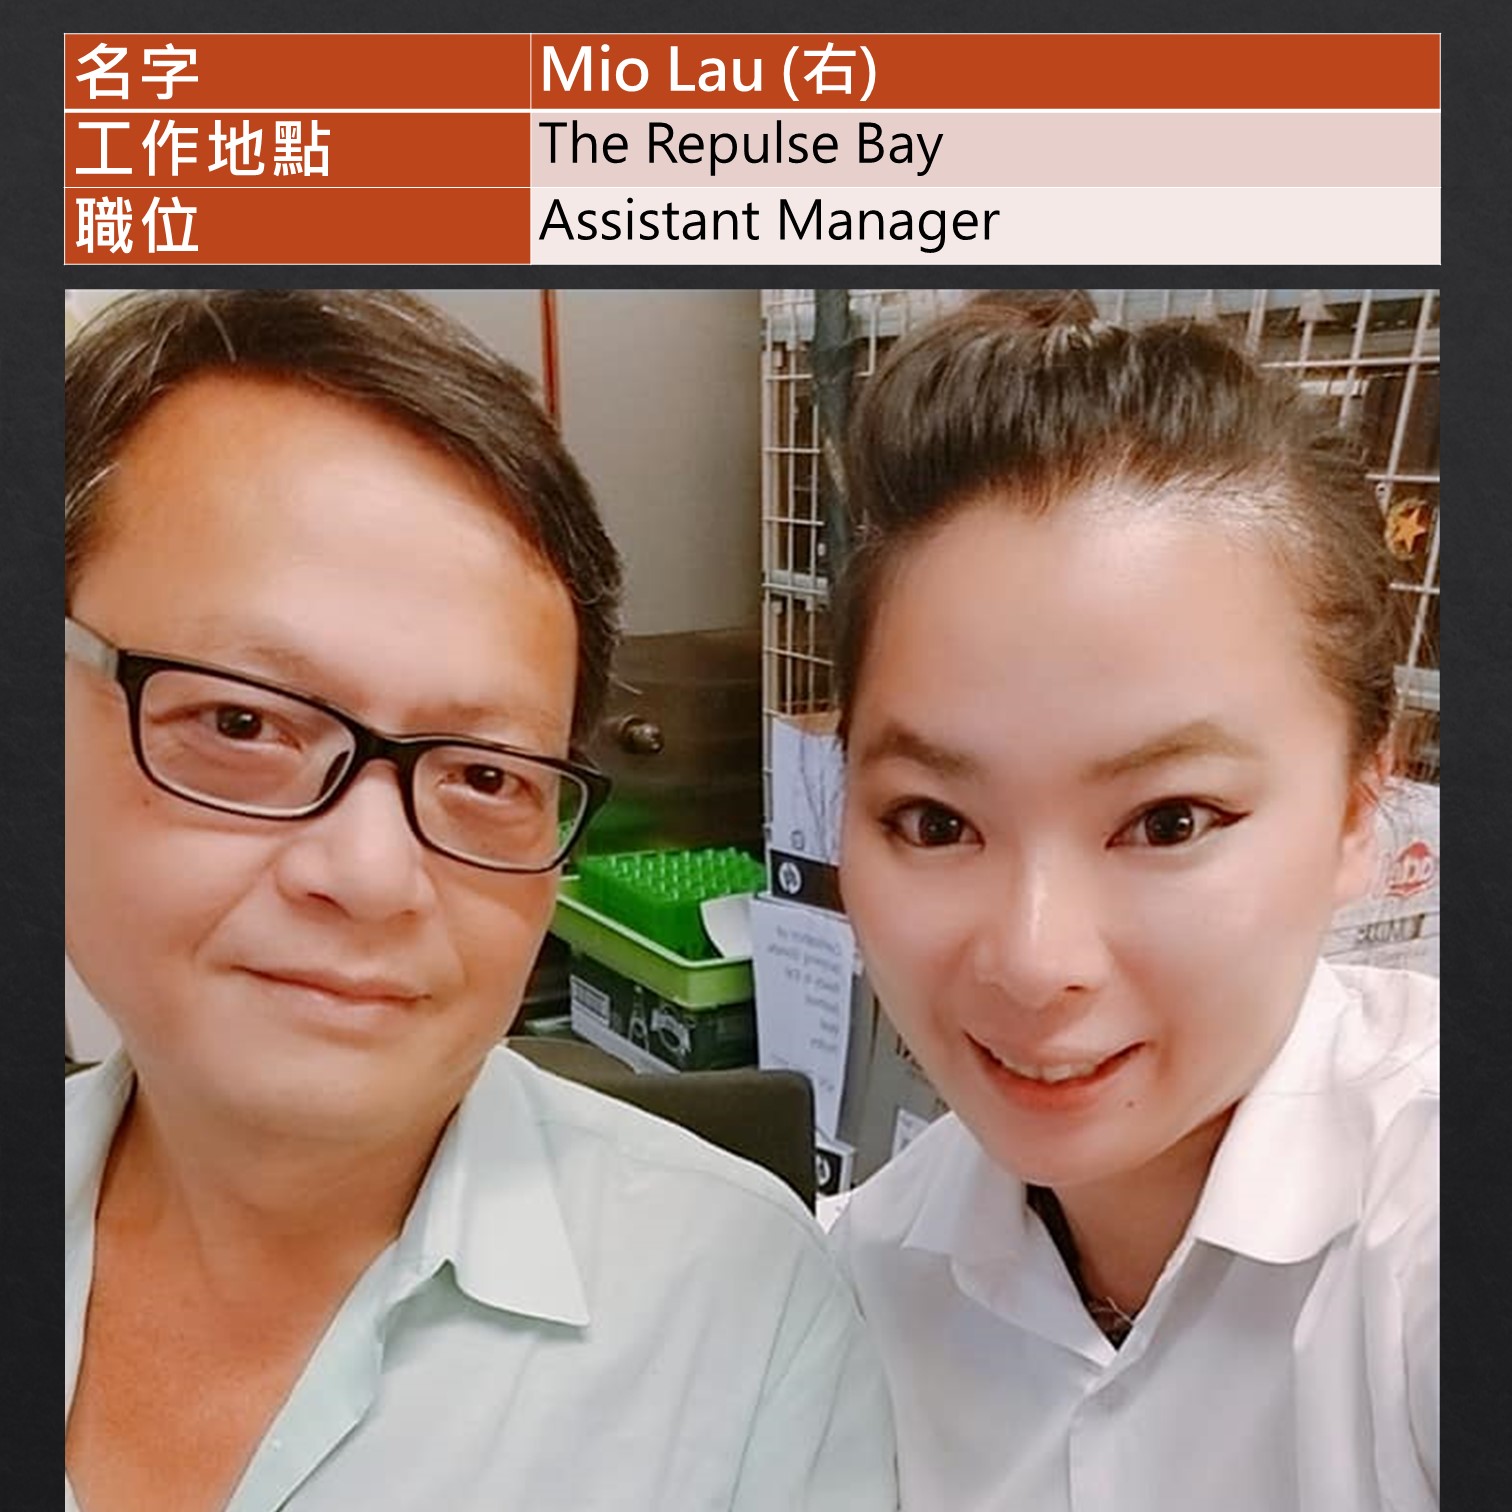 名字 Mio Lau (右)
工作地點 The Repulse Bay
職位 Assistant Manager